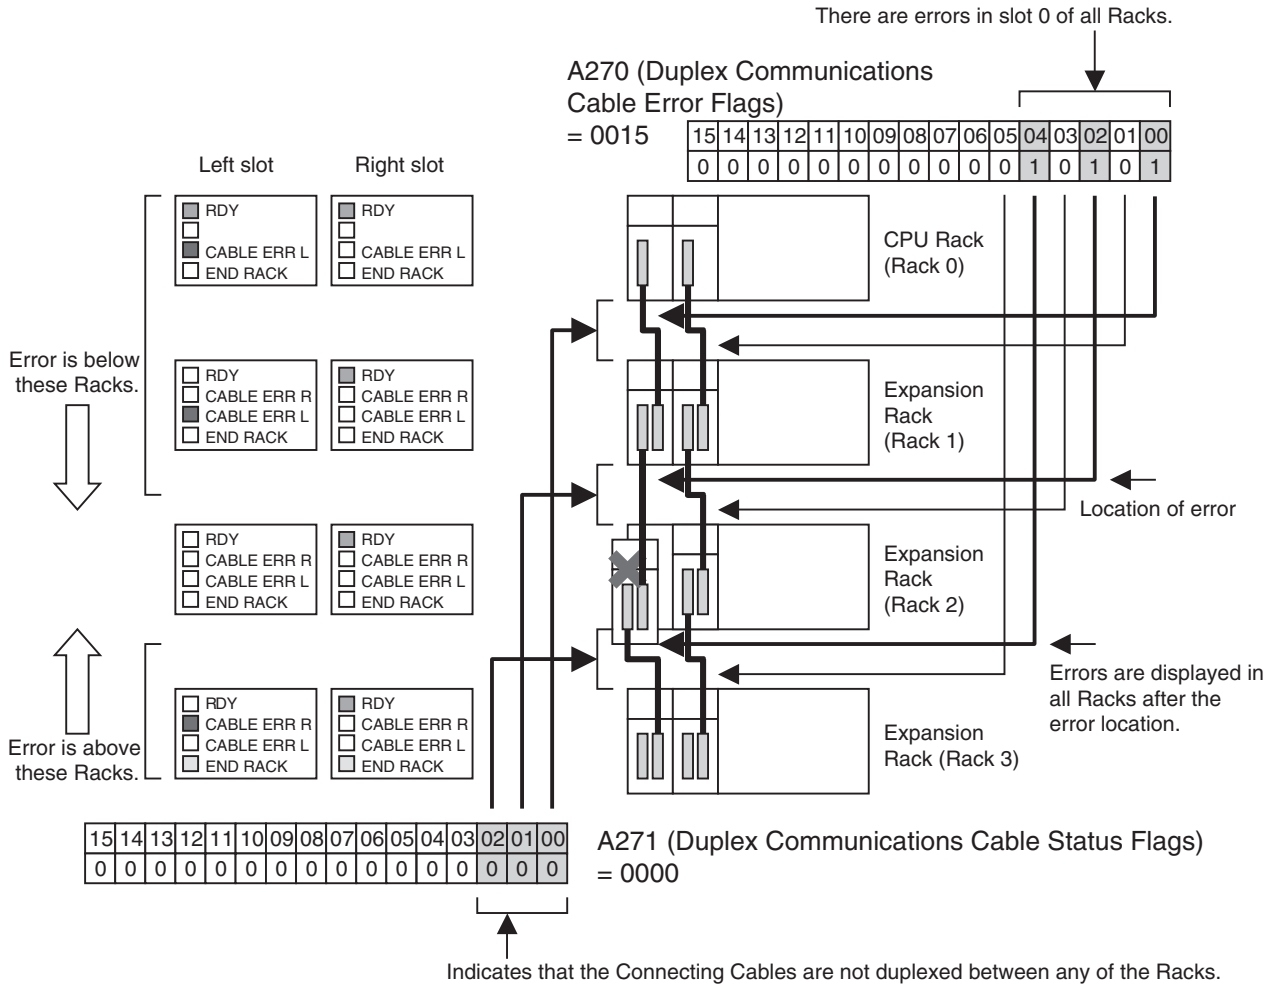 There are errors in slot 0 of all Racks.
A270 (Duplex Communications
Cable Error Flags)
= 0015
15 14 13 12 11 10 09 08 07 06 05 04 03 02 01 00
0 0 0 0 0 0 0 0 0 0 0 1 0 1 0 1
Left slot Right slot
RDY
CABLE ERR L
END RACK
RDY
CABLE ERR L
END RACK
CPU Rack
(Rack 0)
Error is below
these Racks.
RDY
CABLE ERR R
CABLE ERR L
END RACK
RDY
CABLE ERR R
CABLE ERR L
END RACK
Expansion
Rack
(Rack 1)
Location of error
RDY
CABLE ERR R
CABLE ERR L
END RACK
RDY
CABLE ERR R
CABLE ERR L
END RACK
Expansion
Rack
(Rack 2)
Errors are displayed in
all Racks after the
error location.
Error is above
these Racks.
RDY
CABLE ERR R
CABLE ERR L
END RACK
RDY
CABLE ERR R
CABLE ERR L
END RACK
Expansion
Rack (Rack 3)
15 14 13 12 11 10 09 08 07 06 05 04 03 02 01 00
0 0 0 0 0 0 0 0 0 0 0 0 0 0 0 0
A271 (Duplex Communications Cable Status Flags)
= 0000
Indicates that the Connecting Cables are not duplexed between any of the Racks.